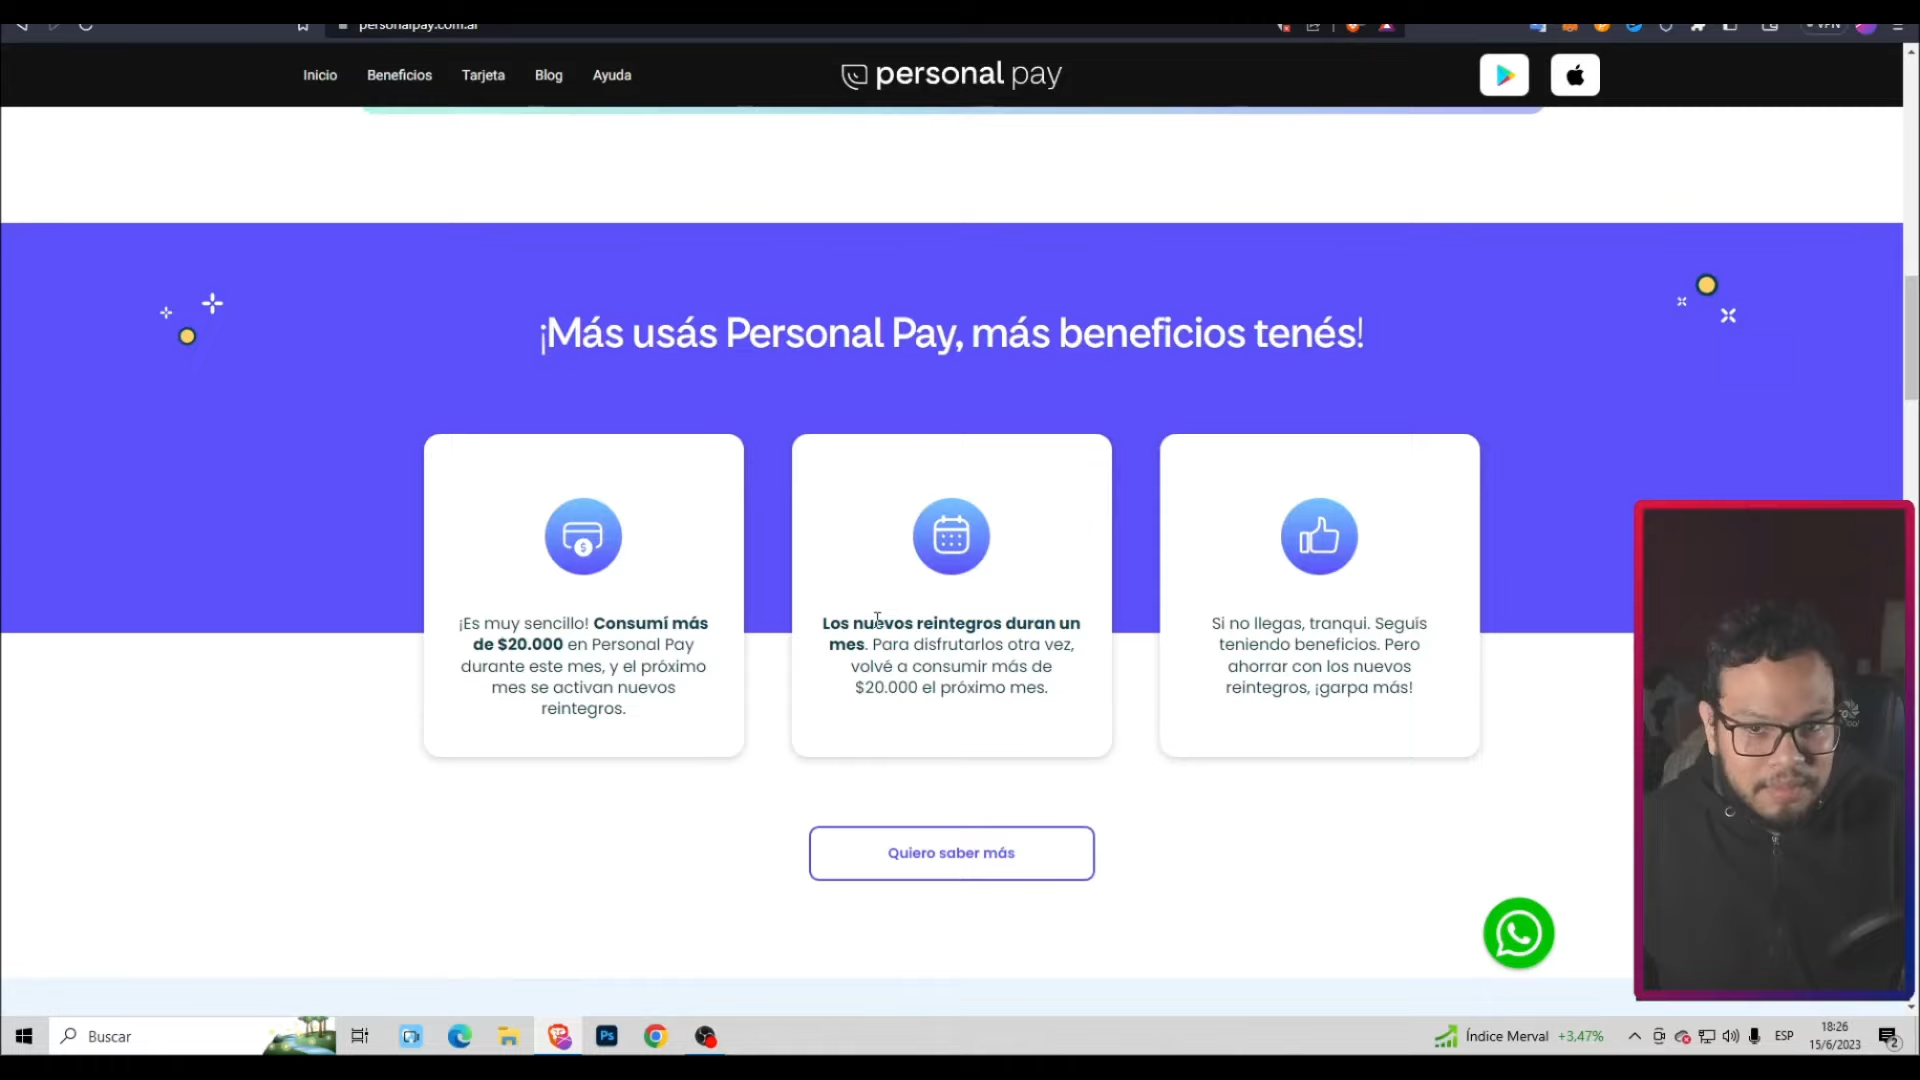 personalpay.com.ar
VPN
Inicio
Beneficios
Tarjeta
Blog
Ayuda
personal pay
¡Más usás Personal Pay, más beneficios tenés!
¡Es muy sencillo! Consumí más
de $20.000 en Personal Pay
durante este mes, y el próximo
mes se activan nuevos
reintegros.
Los nuevos reintegros duran un
mes. Para disfrutarlos otra vez,
volvé a consumir más de
$20.000 el próximo mes.
Si no llegas, tranqui. Seguís
teniendo beneficios. Pero
ahorrar con los nuevos
reintegros, ¡garpa más!
Quiero saber más
Buscar
Ps
Índice Merval +3,47%
ESP
18:26
15/6/2023
2